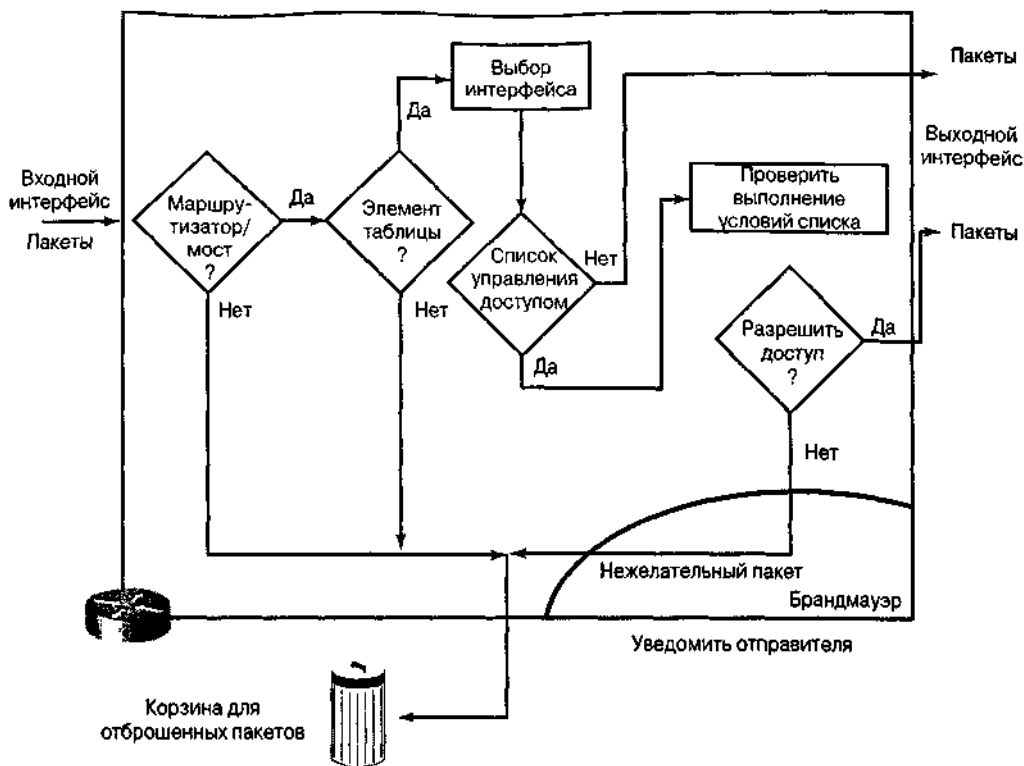 Выбор
интерфейса
Пакеты
Да
Выходной
интерфейс
Входной
интерфейс
Пакеты
Маршру-
тизатор/
мост
?
Да
Элемент
таблицы
?
Проверить
выполнение
условий списка
Пакеты
Список
управления
доступом
Нет
Нет
Нет
Да
Разрешить
доступ
?
Да
Нет
Нежелательный пакет
Брандмауэр
Уведомить отправителя
Корзина для
отброшенных пакетов